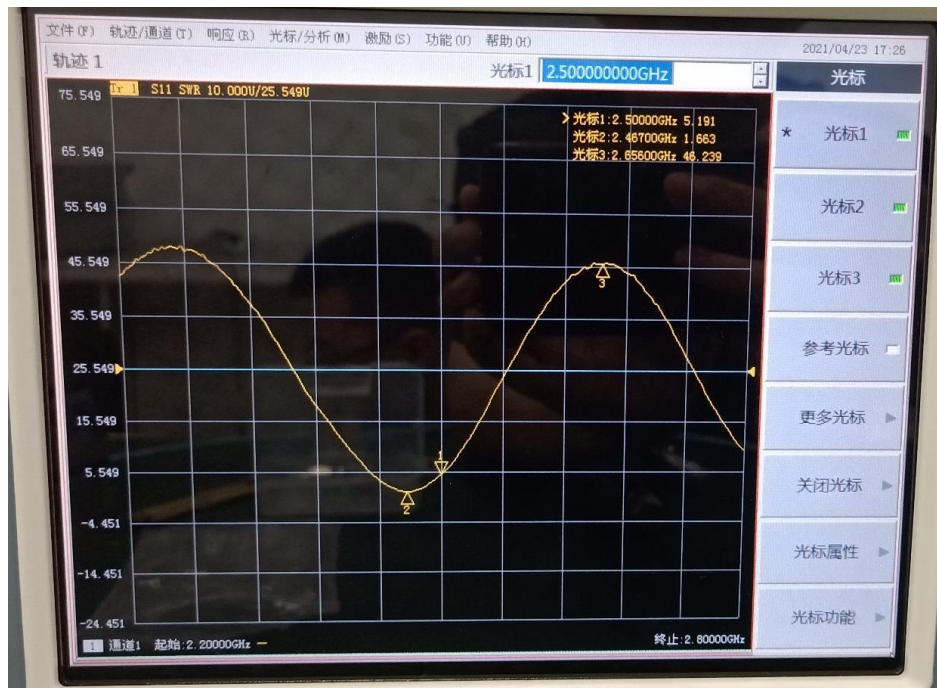 文件(F) 轨迹/通道(T) 响应(R) 光标/分析(M) 激励(S) 功能(U) 帮助(H)
2021/04/23 17:26
轨迹 1
光标1 2.500000000GHz
光标
75.549 Tr 1 S11 SWR 10.000U/25.549U
>光标1:2.50000GHz 5.191
光标2:2.46700GHz 1.663
光标3:2.65600GHz 46.239
65.549
55.549
45.549
35.549
25.549
15.549
5.549
-4.451
-14.451
-24.451
1
2
3
* 光标1
光标2
光标3
参考光标
更多光标
关闭光标
光标属性
光标功能
1 通道1 起始:2.20000GHz
终止:2.80000GHz